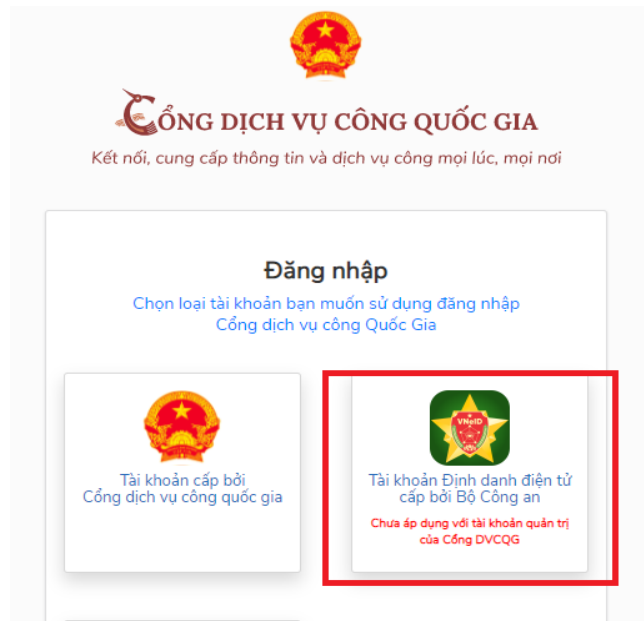 CỔNG DỊCH VỤ CÔNG QUỐC GIA
Kết nối, cung cấp thông tin và dịch vụ công mọi lúc, mọi nơi
Đăng nhập
Chọn loại tài khoản bạn muốn sử dụng đăng nhập
Cổng dịch vụ công Quốc Gia
Tài khoản cấp bởi
Cổng dịch vụ công quốc gia
VNeID
Tài khoản Định danh điện tử
cấp bởi Bộ Công an
Chưa áp dụng với tài khoản quản trị
của Cổng DVCQG